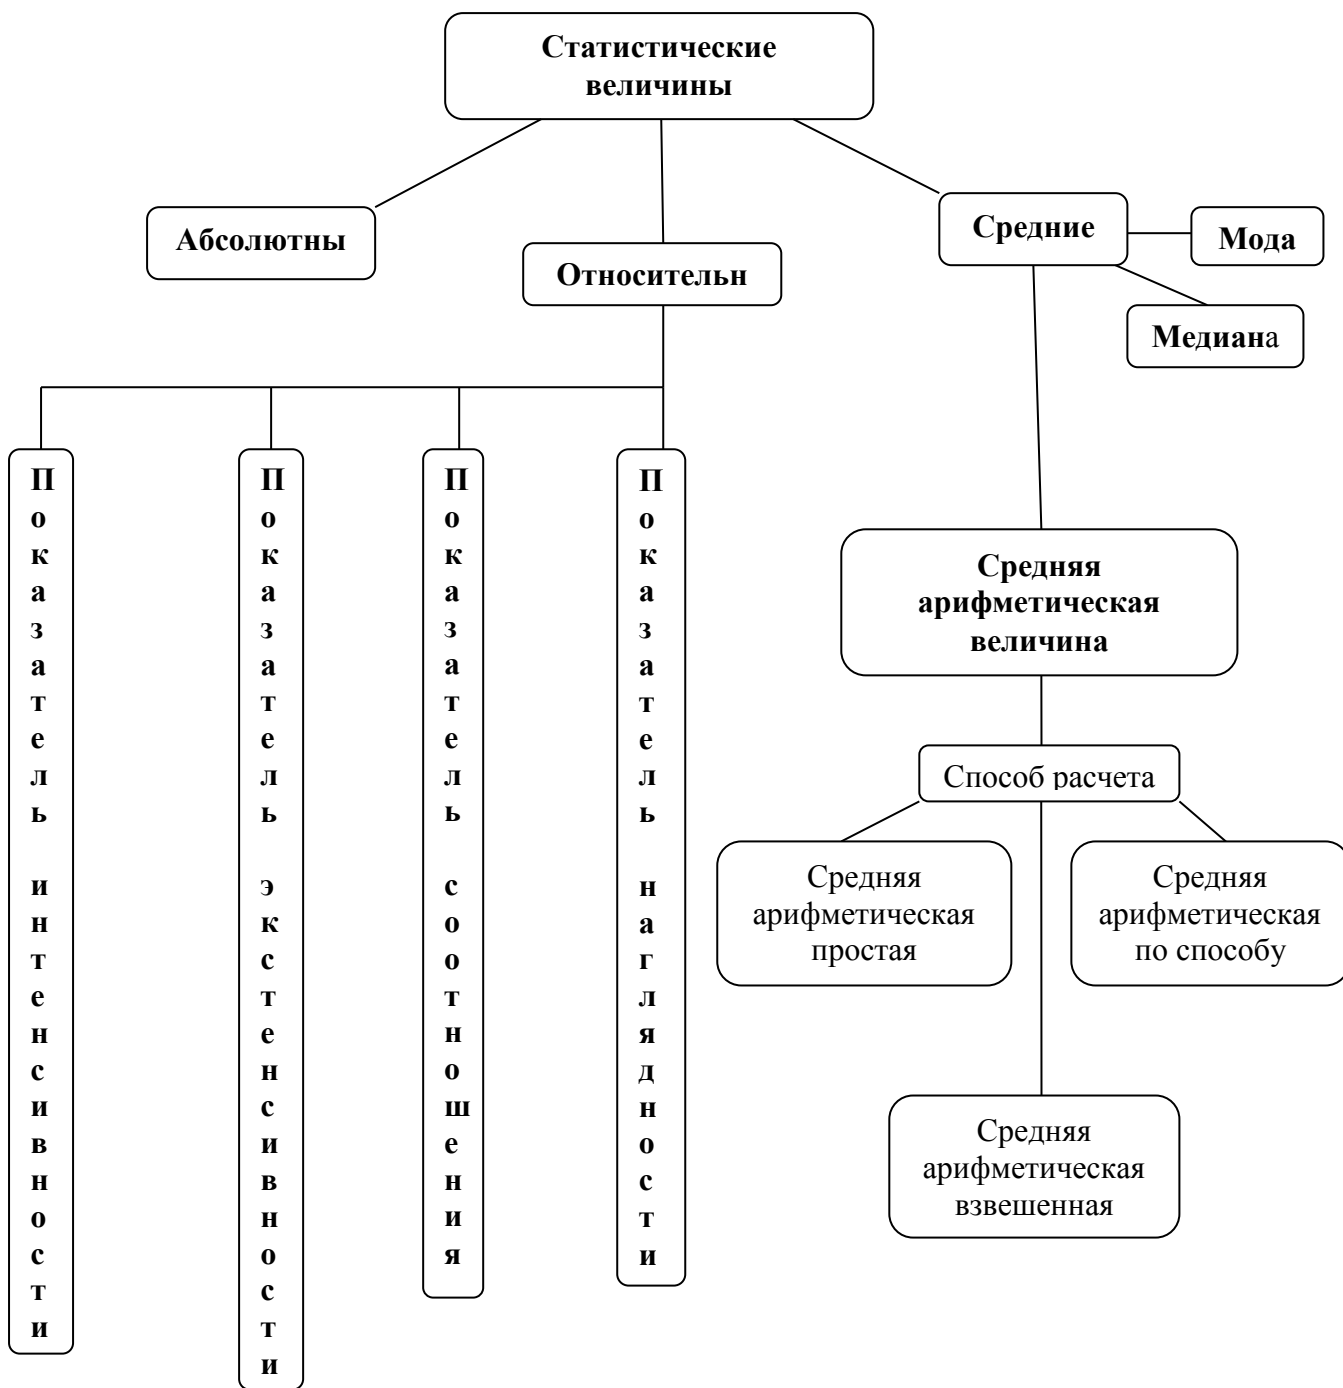 Статистические
величины
Абсолютны
Относительн
Средние
Мода
Медиана
Показатель интенсивности
Показатель экстенсивности
Показатель соотношения
Показатель наглядности
Средняя
арифметическая
величина
Способ расчета
Средняя
арифметическая
простая
Средняя
арифметическая
по способу
Средняя
арифметическая
взвешенная